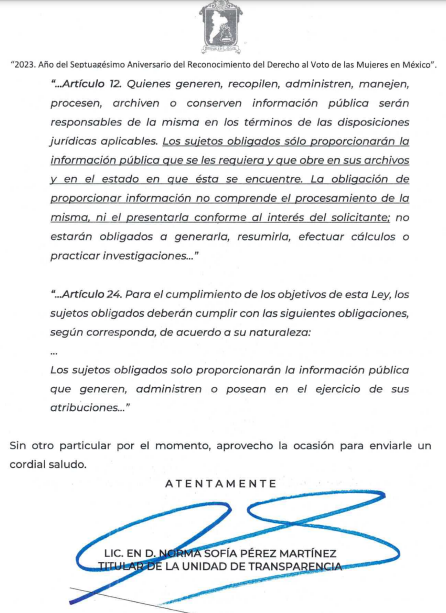 “2023. Año del Septuagésimo Aniversario del Reconocimiento del Derecho al Voto de las Mujeres en México”.
“...Artículo 12. Quienes generen, recopilen, administren, manejen,
procesen, archiven o conserven información pública serán
responsables de la misma en los términos de las disposiciones
jurídicas aplicables. Los sujetos obligados sólo proporcionarán la
información pública que se les requiera y que obre en sus archivos
y en el estado en que ésta se encuentre. La obligación de
proporcionar información no comprende el procesamiento de la
misma, ni el presentarla conforme al interés del solicitante; no
estarán obligados a generarla, resumirla, efectuar cálculos o
practicar investigaciones...”
“...Artículo 24. Para el cumplimiento de los objetivos de esta Ley, los
sujetos obligados deberán cumplir con las siguientes obligaciones,
según corresponda, de acuerdo a su naturaleza:
...
Los sujetos obligados solo proporcionarán la información pública
que generen, administren o posean en el ejercicio de sus
atribuciones...”
Sin otro particular por el momento, aprovecho la ocasión para enviarle un
cordial saludo.
ATENTAMENTE
LIC. EN D. NORMA SOFÍA PÉREZ MARTÍNEZ
TITULAR DE LA UNIDAD DE TRANSPARENCIA